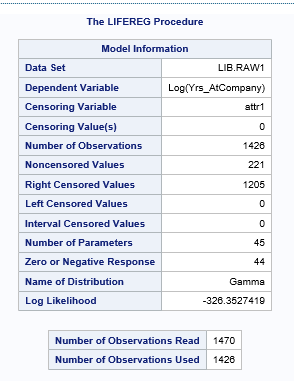 The LIFEREG Procedure
Model Information
Data Set LIB.RAW1
Dependent Variable Log(Yrs_AtCompany)
Censoring Variable attr1
Censoring Value(s) 0
Number of Observations 1426
Noncensored Values 221
Right Censored Values 1205
Left Censored Values 0
Interval Censored Values 0
Number of Parameters 45
Zero or Negative Response 44
Name of Distribution Gamma
Log Likelihood -326.3527419
Number of Observations Read 1470
Number of Observations Used 1426